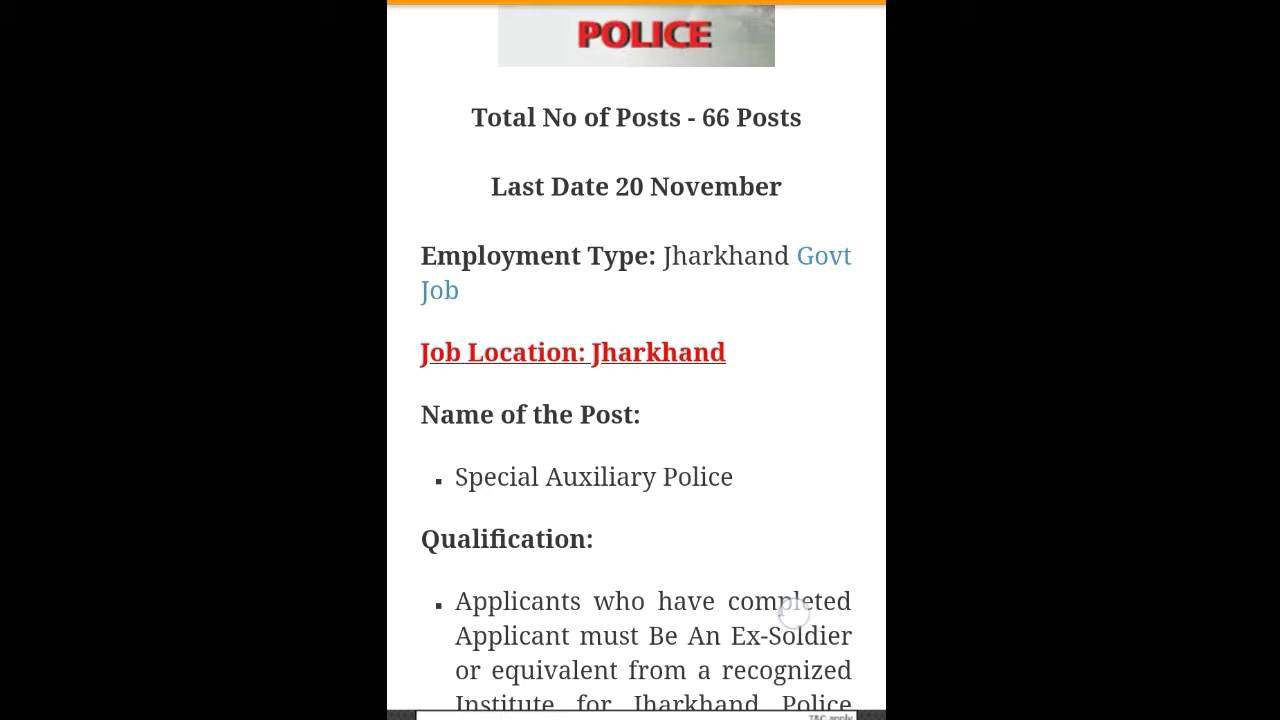 POLICE
Total No of Posts - 66 Posts
Last Date 20 November
Employment Type: Jharkhand Govt
Job
Job Location: Jharkhand
Name of the Post:
▪ Special Auxiliary Police
Qualification:
▪ Applicants who have completed
Applicant must Be An Ex-Soldier
or equivalent from a recognized
Institute for Jharkhand Police
T&C apply